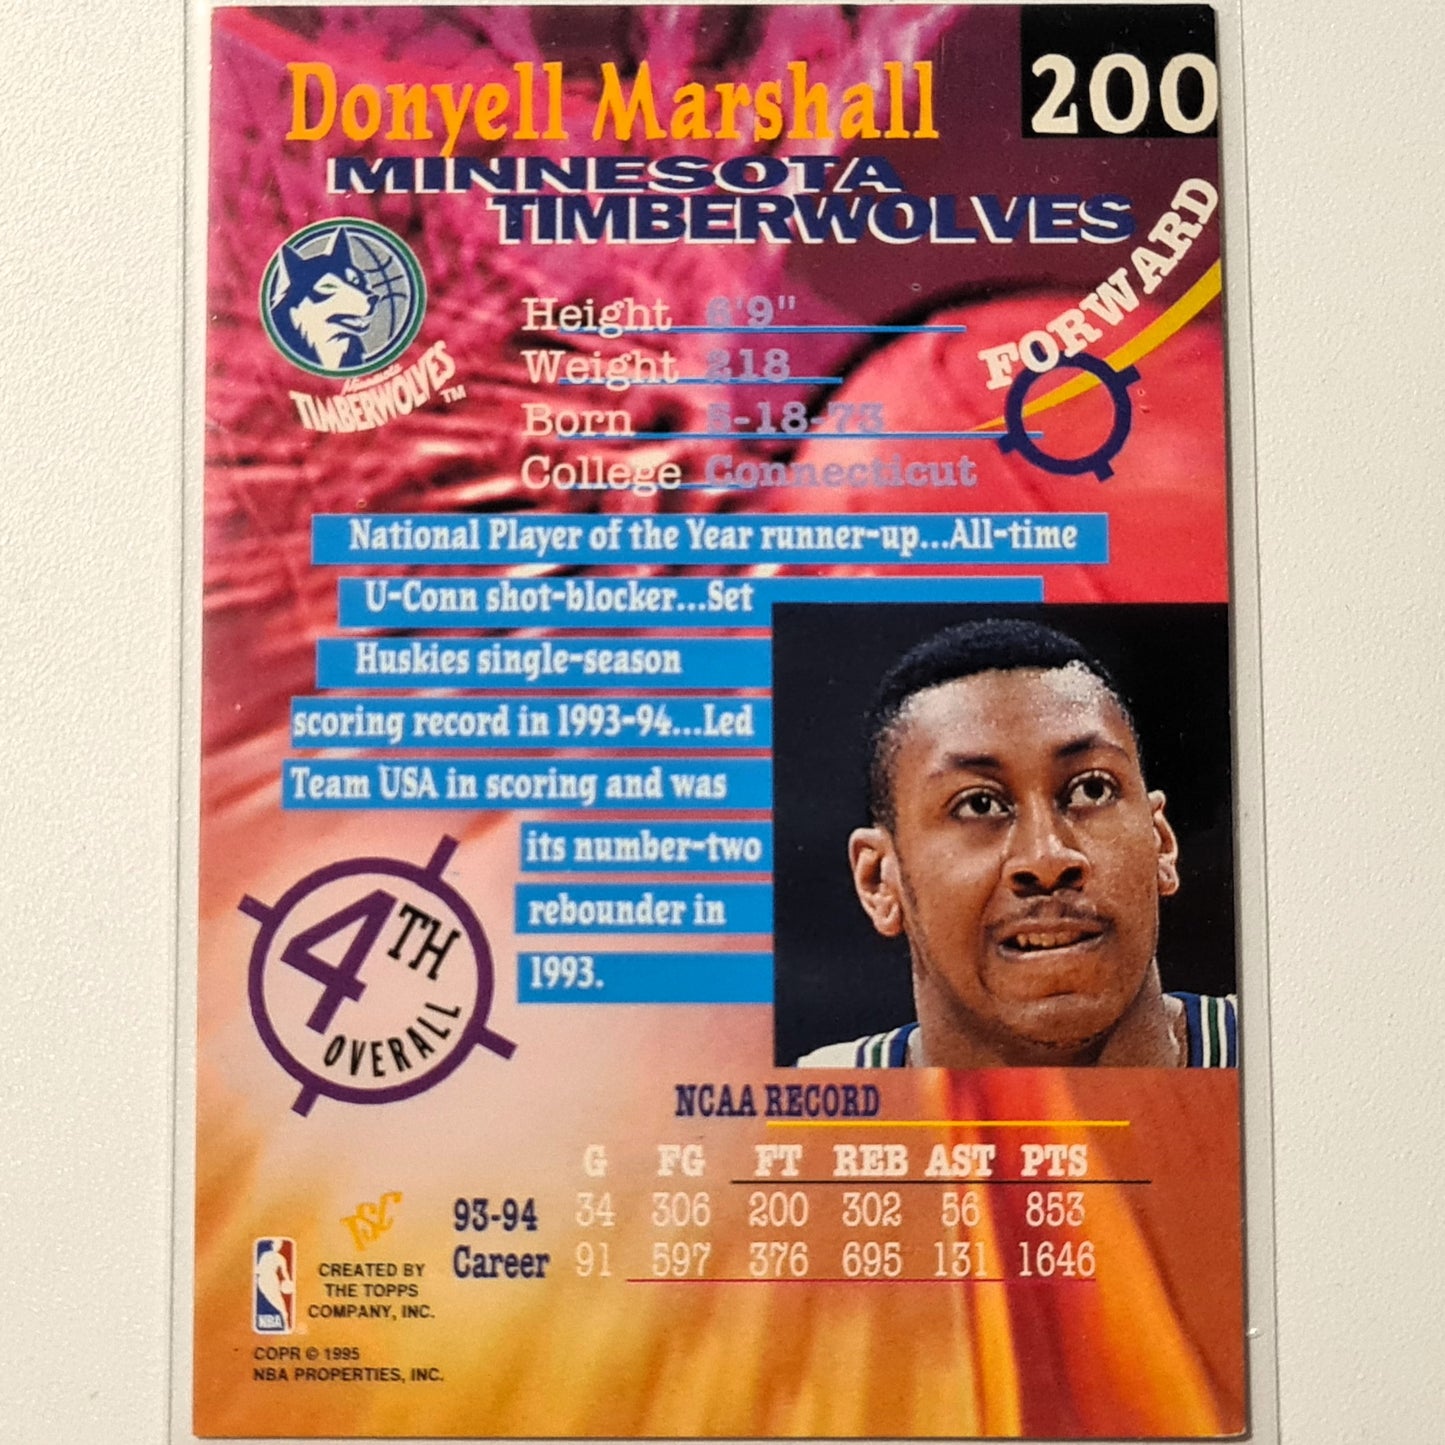 Donyell Marshall
200
MINNESOTA
TIMBERWOLVES
FORWARD
TIMBERWOLVES™
Height 6'9"
Weight 218
Born 5-18-73
College Connecticut
National Player of the Year runner-up...All-time
U-Conn shot-blocker...Set
Huskies single-season
scoring record in 1993-94...Led
Team USA in scoring and was
its number-two
rebounder in
1993.
4TH
OVERALL
NCAA RECORD
G FG FT REB AST PTS
93-94 34 306 200 302 56 853
Career 91 597 376 695 131 1646
TSC
NBA
CREATED BY
THE TOPPS
COMPANY, INC.
COPR © 1995
NBA PROPERTIES, INC.